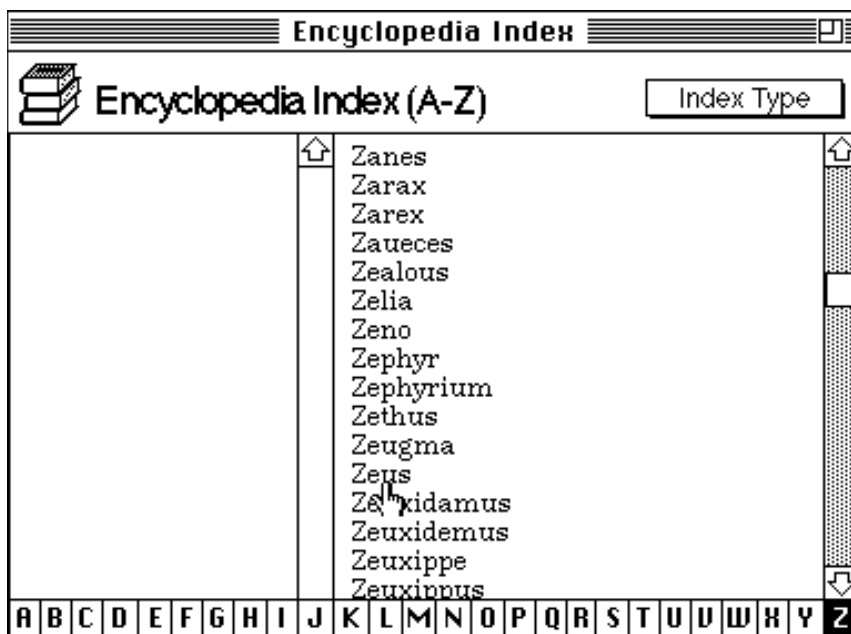 Encyclopedia Index
Encyclopedia Index (A-Z)
Index Type
Zanes
Zarax
Zarex
Zaueces
Zealous
Zelia
Zeno
Zephyr
Zephyrium
Zethus
Zeugma
Zeus
Zeuxidamus
Zeuxidemus
Zeuxippe
Zeuxippus
A B C D E F G H I J K L M N O P Q R S T U V W X Y Z